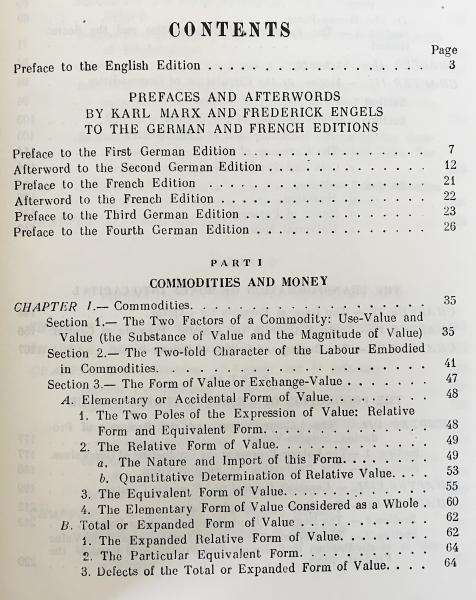 CONTENTS
Page
Preface to the English Edition . . . . . . . . . . . . . . . . . 3
PREFACES AND AFTERWORDS
BY KARL MARX AND FREDERICK ENGELS
TO THE GERMAN AND FRENCH EDITIONS
Preface to the First German Edition . . . . . . . . . . . . . . 7
Afterword to the Second German Edition . . . . . . . . . . . . 12
Preface to the French Edition . . . . . . . . . . . . . . . . . 21
Afterword to the French Edition . . . . . . . . . . . . . . . . 22
Preface to the Third German Edition . . . . . . . . . . . . . . 23
Preface to the Fourth German Edition . . . . . . . . . . . . . 26
PART I
COMMODITIES AND MONEY
CHAPTER 1.— Commodities. . . . . . . . . . . . . . . . . . 35
Section 1.— The Two Factors of a Commodity: Use-Value and
Value (the Substance of Value and the Magnitude of Value) 35
Section 2.— The Two-fold Character of the Labour Embodied
in Commodities. . . . . . . . . . . . . . . . . . . . . 41
Section 3.— The Form of Value or Exchange-Value . . . . . . . 47
A. Elementary or Accidental Form of Value. . . . . . . . . 48
1. The Two Poles of the Expression of Value: Relative
Form and Equivalent Form. . . . . . . . . . . . . . 48
2. The Relative Form of Value. . . . . . . . . . . . . 49
a. The Nature and Import of this Form. . . . . . . . 49
b. Quantitative Determination of Relative Value. . . . 53
3. The Equivalent Form of Value. . . . . . . . . . . . 55
4. The Elementary Form of Value Considered as a Whole . 60
B. Total or Expanded Form of Value . . . . . . . . . . . 62
1. The Expanded Relative Form of Value. . . . . . . . . 62
2. The Particular Equivalent Form. . . . . . . . . . . 64
3. Defects of the Total or Expanded Form of Value. . . . 64